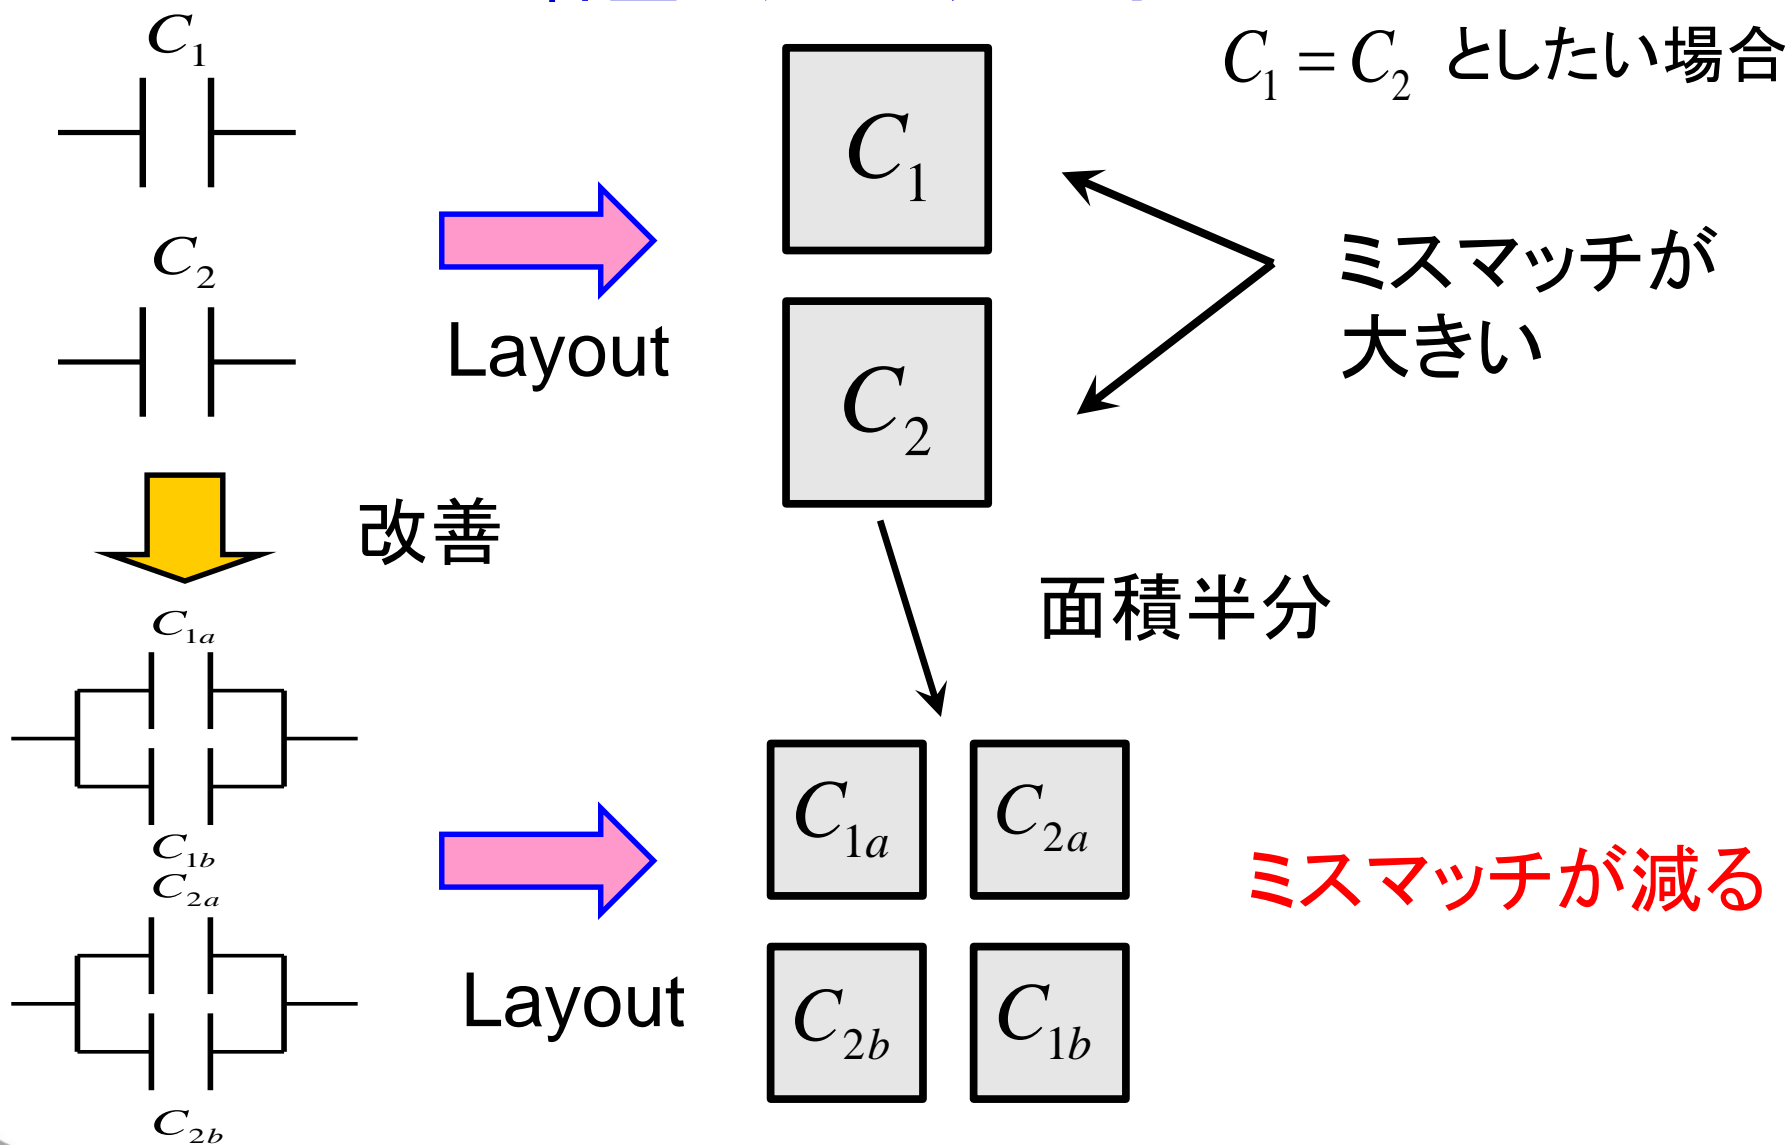 C1
C1 = C2 としたい場合
C1
C2
ミスマッチが
大きい
Layout
C2
改善
面積半分
C1a
C1b
C2a
C2b
C1a
C2a
ミスマッチが減る
Layout
C2b
C1b